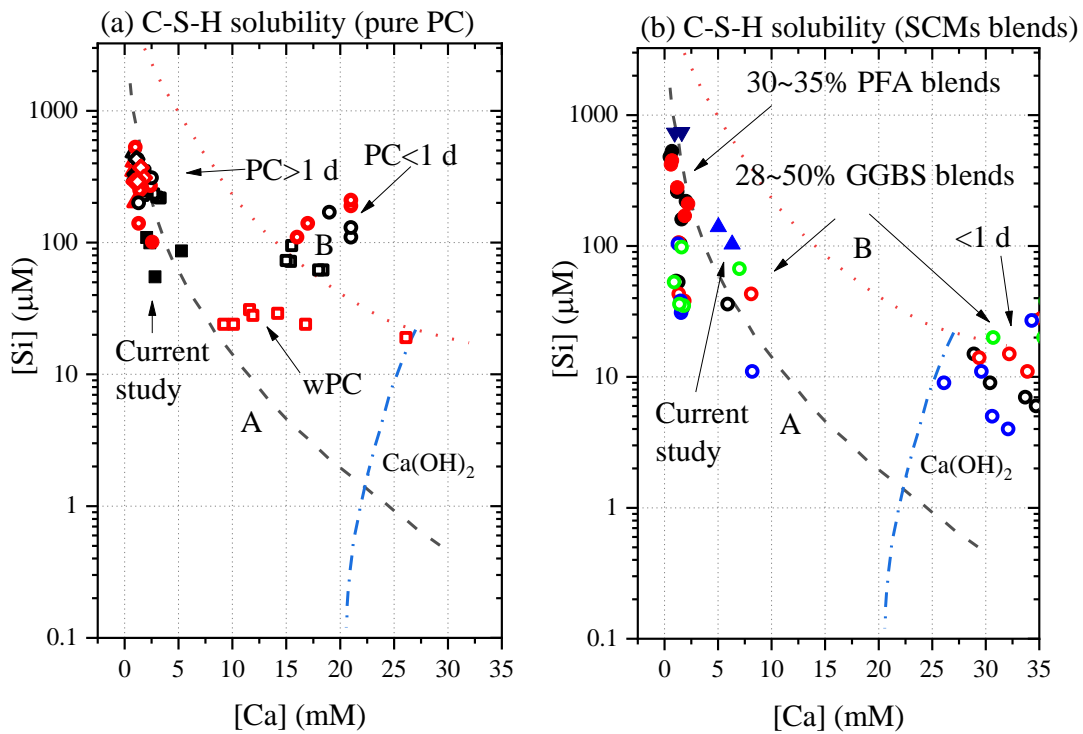 (a) C-S-H solubility (pure PC)
1000
100
10
1
0.1
[Si] (μM)
PC>1 d
PC<1 d
B
Current
study
wPC
A
Ca(OH)2
0 5 10 15 20 25 30 35
[Ca] (mM)
(b) C-S-H solubility (SCMs blends)
1000
100
10
1
0.1
[Si] (μM)
30~35% PFA blends
28~50% GGBS blends
B
<1 d
Current
study
A
Ca(OH)2
0 5 10 15 20 25 30 35
[Ca] (mM)